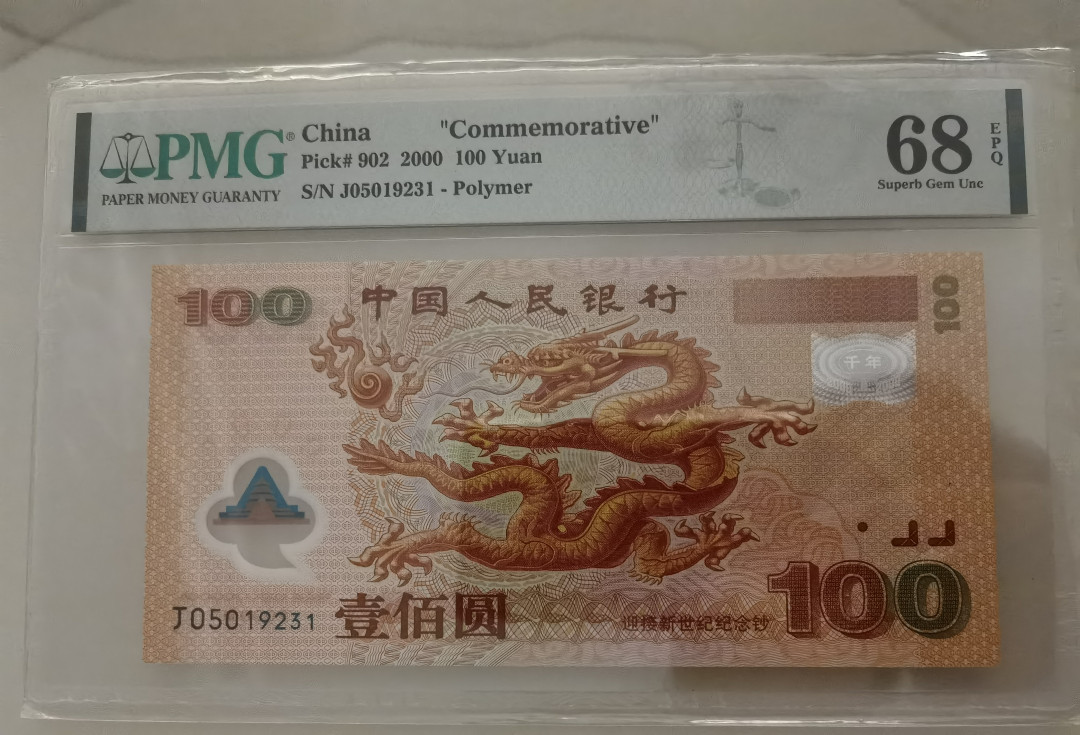 PMG®
PAPER MONEY GUARANTY
China "Commemorative"
Pick# 902 2000 100 Yuan
S/N J05019231 - Polymer
68
EPQ
Superb Gem Unc
100
中国人民银行
100
千年
J05019231
壹佰圆
迎接新世纪纪念钞
100